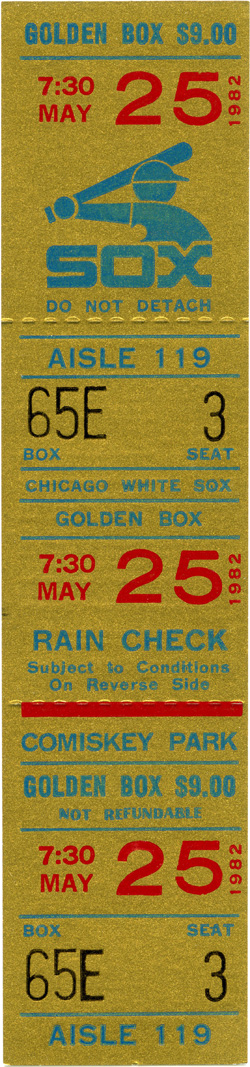 GOLDEN BOX $9.00
7:30
MAY 25 1982
SOX
DO NOT DETACH
AISLE 119
65E 3
BOX SEAT
CHICAGO WHITE SOX
GOLDEN BOX
7:30
MAY 25 1982
RAIN CHECK
Subject to Conditions
On Reverse Side
COMISKEY PARK
GOLDEN BOX $9.00
NOT REFUNDABLE
7:30
MAY 25 1982
BOX SEAT
65E 3
AISLE 119